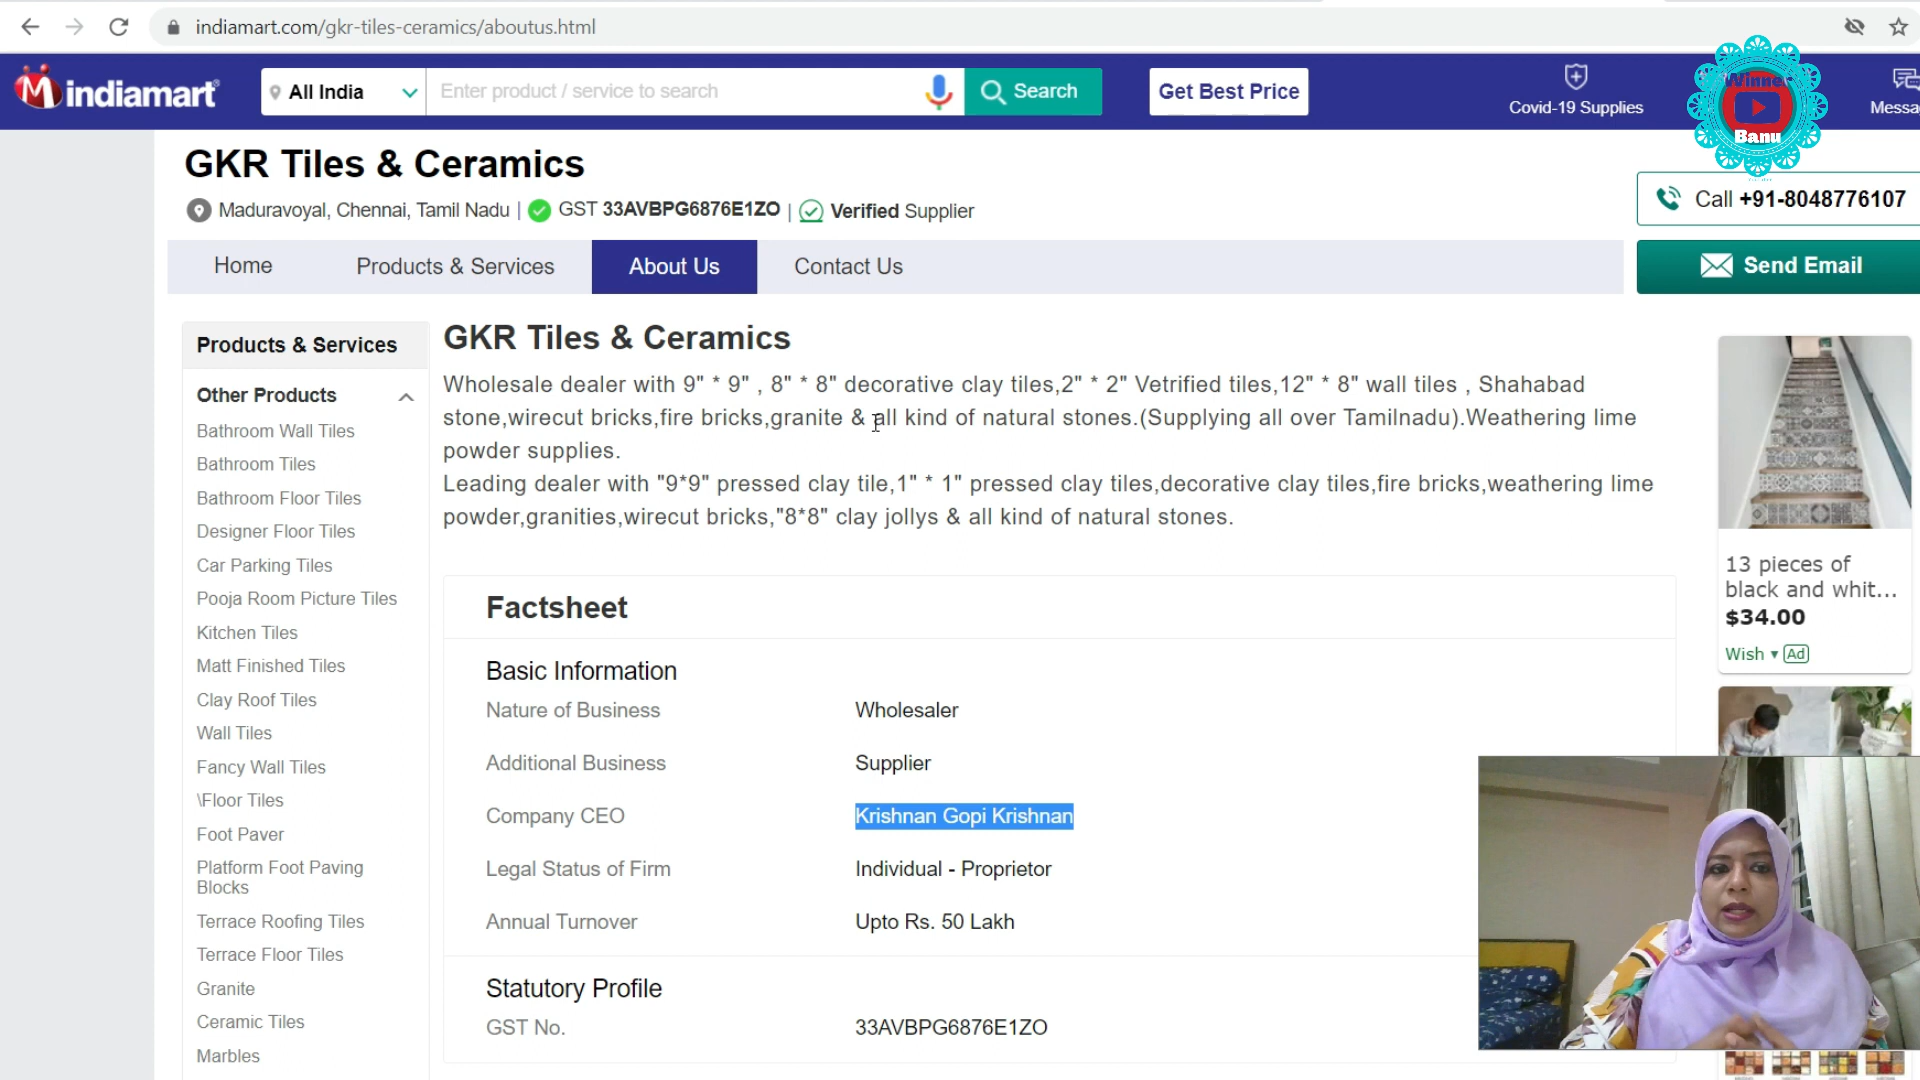 indiamart.com/gkr-tiles-ceramics/aboutus.html
indiamart
All India
Enter product / service to search
Search
Get Best Price
Covid-19 Supplies
Messa
Winner
Banu
GKR Tiles & Ceramics
Maduravoyal, Chennai, Tamil Nadu | GST 33AVBPG6876E1ZO | Verified Supplier
Call +91-8048776107
Home
Products & Services
About Us
Contact Us
Send Email
Products & Services
Other Products
Bathroom Wall Tiles
Bathroom Tiles
Bathroom Floor Tiles
Designer Floor Tiles
Car Parking Tiles
Pooja Room Picture Tiles
Kitchen Tiles
Matt Finished Tiles
Clay Roof Tiles
Wall Tiles
Fancy Wall Tiles
\Floor Tiles
Foot Paver
Platform Foot Paving
Blocks
Terrace Roofing Tiles
Terrace Floor Tiles
Granite
Ceramic Tiles
Marbles
GKR Tiles & Ceramics
Wholesale dealer with 9" * 9" , 8" * 8" decorative clay tiles,2" * 2" Vetrified tiles,12" * 8" wall tiles , Shahabad
stone,wirecut bricks,fire bricks,granite & all kind of natural stones.(Supplying all over Tamilnadu).Weathering lime
powder supplies.
Leading dealer with "9*9" pressed clay tile,1" * 1" pressed clay tiles,decorative clay tiles,fire bricks,weathering lime
powder,granities,wirecut bricks,"8*8" clay jollys & all kind of natural stones.
Factsheet
Basic Information
Nature of Business Wholesaler
Additional Business Supplier
Company CEO Krishnan Gopi Krishnan
Legal Status of Firm Individual - Proprietor
Annual Turnover Upto Rs. 50 Lakh
Statutory Profile
GST No. 33AVBPG6876E1ZO
13 pieces of
black and whit...
$34.00
Wish Ad